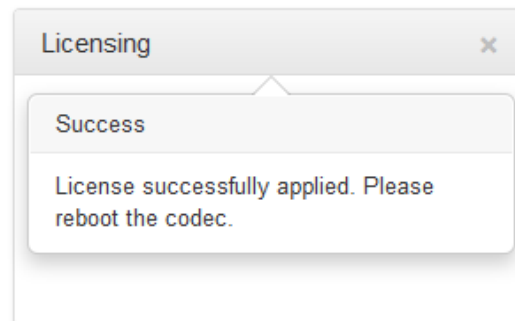 Licensing
Success
License successfully applied. Please
reboot the codec.